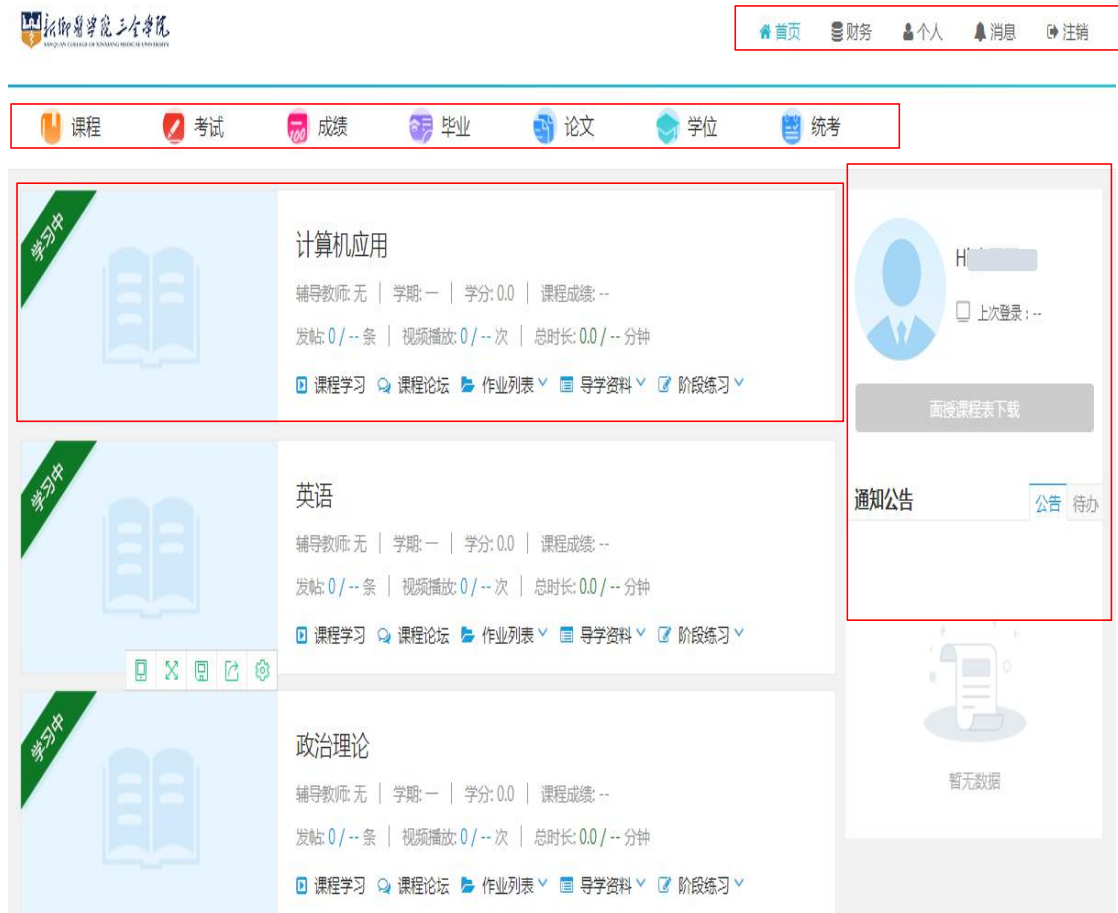 新乡医学院三全学院
SANQUAN COLLEGE OF XINXIANG MEDICAL UNIVERSITY
首页 财务 个人 消息 注销
课程 考试 100 成绩 毕业 论文 学位 统考
学习中
计算机应用
辅导教师: 无 | 学期: 一 | 学分: 0.0 | 课程成绩: --
发帖: 0 / -- 条 | 视频播放: 0 / -- 次 | 总时长: 0.0 / -- 分钟
课程学习 课程论坛 作业列表 导学资料 阶段练习
学习中
英语
辅导教师: 无 | 学期: 一 | 学分: 0.0 | 课程成绩: --
发帖: 0 / -- 条 | 视频播放: 0 / -- 次 | 总时长: 0.0 / -- 分钟
课程学习 课程论坛 作业列表 导学资料 阶段练习
学习中
政治理论
辅导教师: 无 | 学期: 一 | 学分: 0.0 | 课程成绩: --
发帖: 0 / -- 条 | 视频播放: 0 / -- 次 | 总时长: 0.0 / -- 分钟
课程学习 课程论坛 作业列表 导学资料 阶段练习
上次登录 : --
面授课程表下载
通知公告 公告 待办
暂无数据